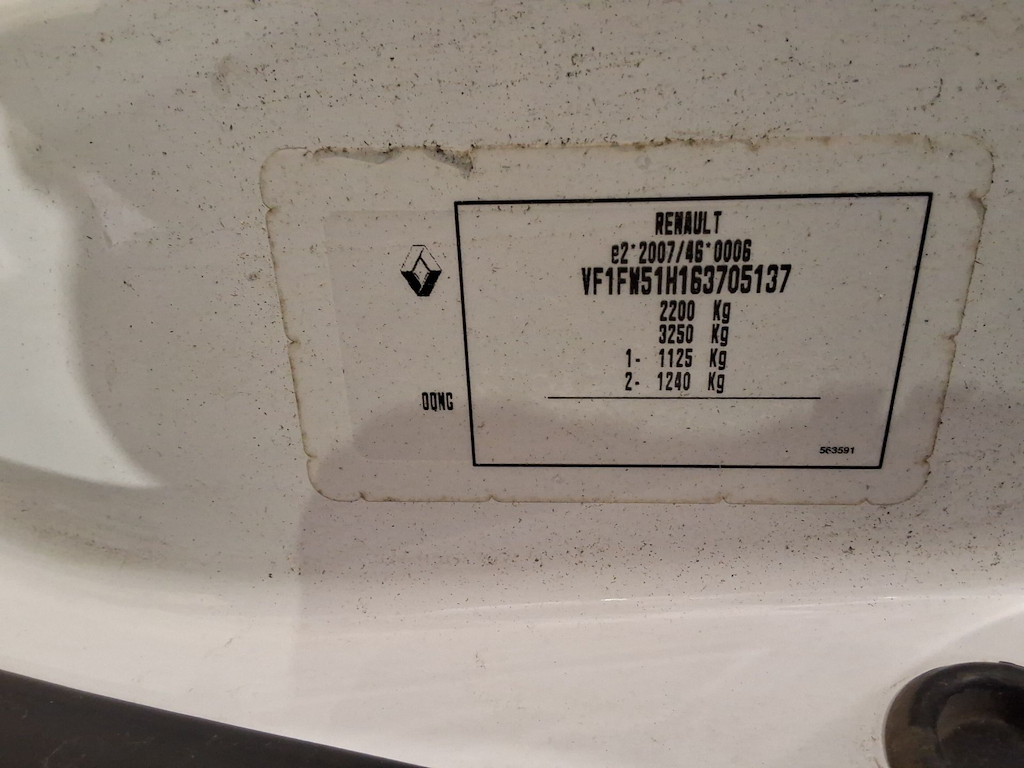 RENAULT
e2*2007/46*0006
VF1FW51H163705137
2200 Kg
3250 Kg
1- 1125 Kg
2- 1240 Kg
OQNG
563591